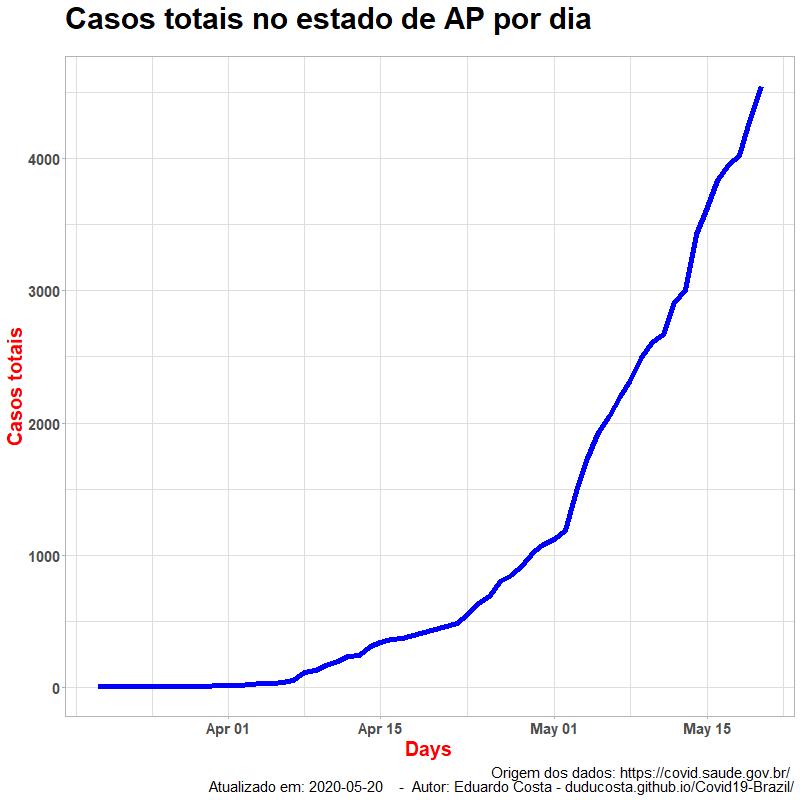 Casos totais no estado de AP por dia
Casos totais
4000
3000
2000
1000
0
Apr 01
Apr 15
May 01
May 15
Days
Origem dos dados: https://covid.saude.gov.br/
Atualizado em: 2020-05-20 - Autor: Eduardo Costa - duducosta.github.io/Covid19-Brazil/